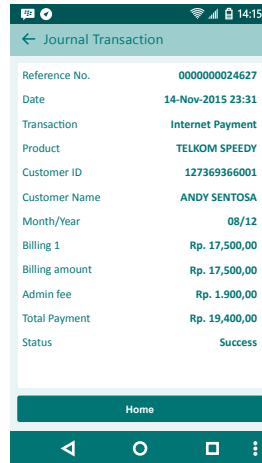 14:15
← Journal Transaction
Reference No. 0000000024627
Date 14-Nov-2015 23:31
Transaction Internet Payment
Product TELKOM SPEEDY
Customer ID 127369366001
Customer Name ANDY SENTOSA
Month/Year 08/12
Billing 1 Rp. 17,500,00
Billing amount Rp. 17,500,00
Admin fee Rp. 1.900,00
Total Payment Rp. 19,400,00
Status Success
Home